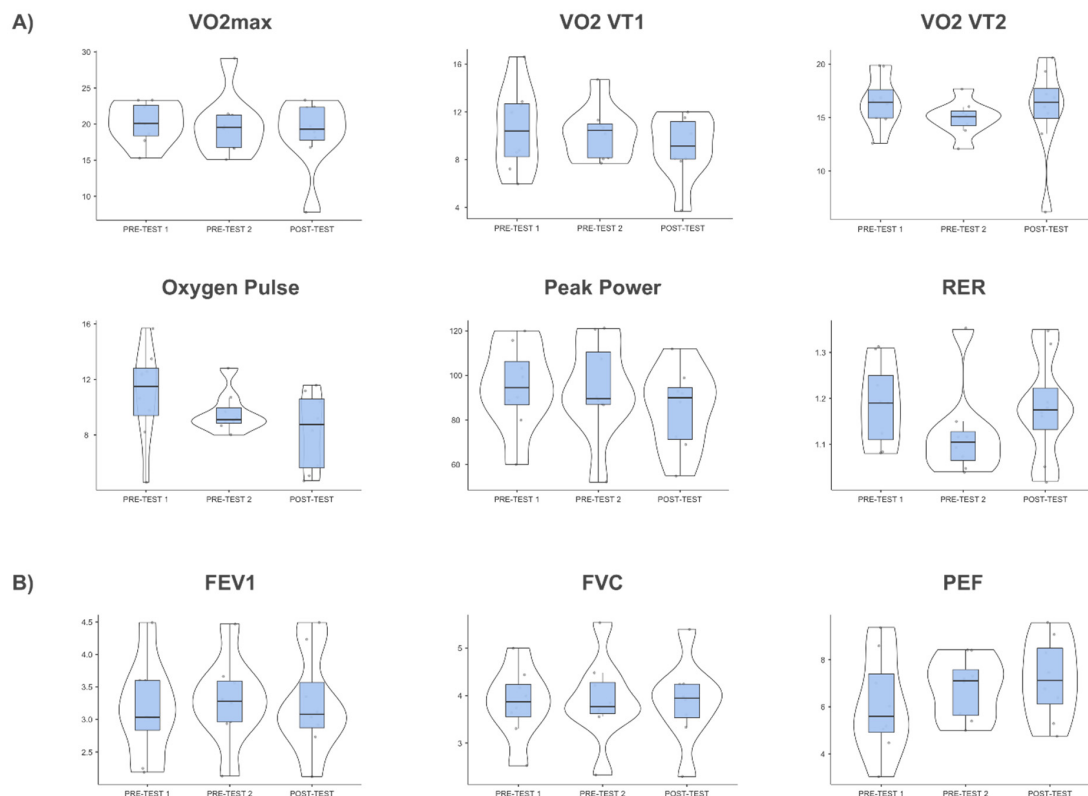 A)
VO2max
VO2 VT1
VO2 VT2
30
25
20
15
10
PRE-TEST 1 PRE-TEST 2 POST-TEST
16
12
8
4
PRE-TEST 1 PRE-TEST 2 POST-TEST
20
15
10
PRE-TEST 1 PRE-TEST 2 POST-TEST
Oxygen Pulse
Peak Power
RER
16
12
8
PRE-TEST 1 PRE-TEST 2 POST-TEST
120
100
80
60
PRE-TEST 1 PRE-TEST 2 POST-TEST
1.3
1.2
1.1
PRE-TEST 1 PRE-TEST 2 POST-TEST
B)
FEV1
FVC
PEF
4.5
4.0
3.5
3.0
2.5
PRE-TEST 1 PRE-TEST 2 POST-TEST
5
4
3
PRE-TEST 1 PRE-TEST 2 POST-TEST
8
6
4
PRE-TEST 1 PRE-TEST 2 POST-TEST